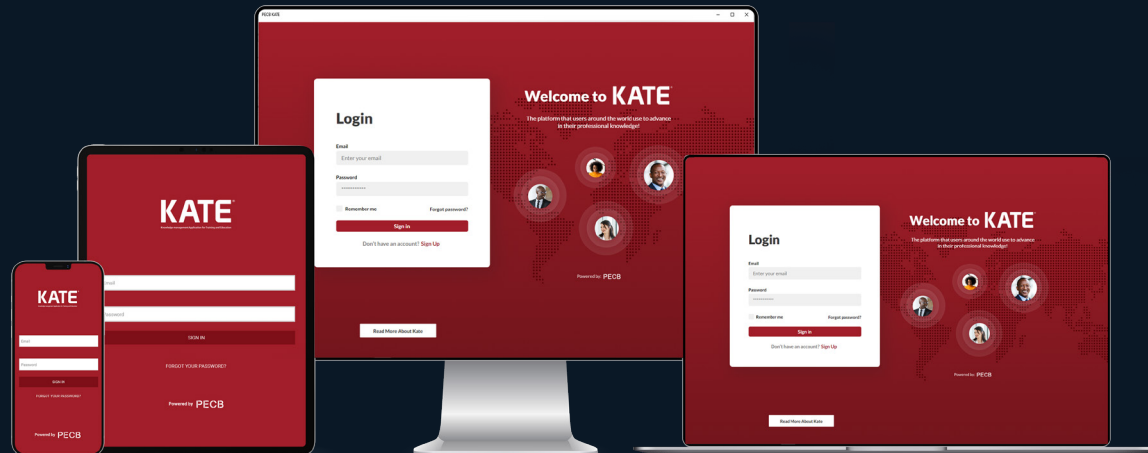 PECB KATE
Login
Email
Enter your email
Password
Remember me
Forgot password?
Sign in
Don't have an account? Sign Up
Read More About Kate
Welcome to KATE
The platform that users around the world use to advance
in their professional knowledge!
Powered by: PECB
KATE
Email
Password
SIGN IN
FORGOT YOUR PASSWORD?
Powered by PECB
KATE
Email
Password
SIGN IN
FORGOT YOUR PASSWORD?
Powered by PECB
Login
Email
Enter your email
Password
Remember me
Forgot password?
Sign in
Don't have an account? Sign Up
Read More About Kate
Welcome to KATE
The platform that users around the world use to advance
in their professional knowledge!
Powered by: PECB